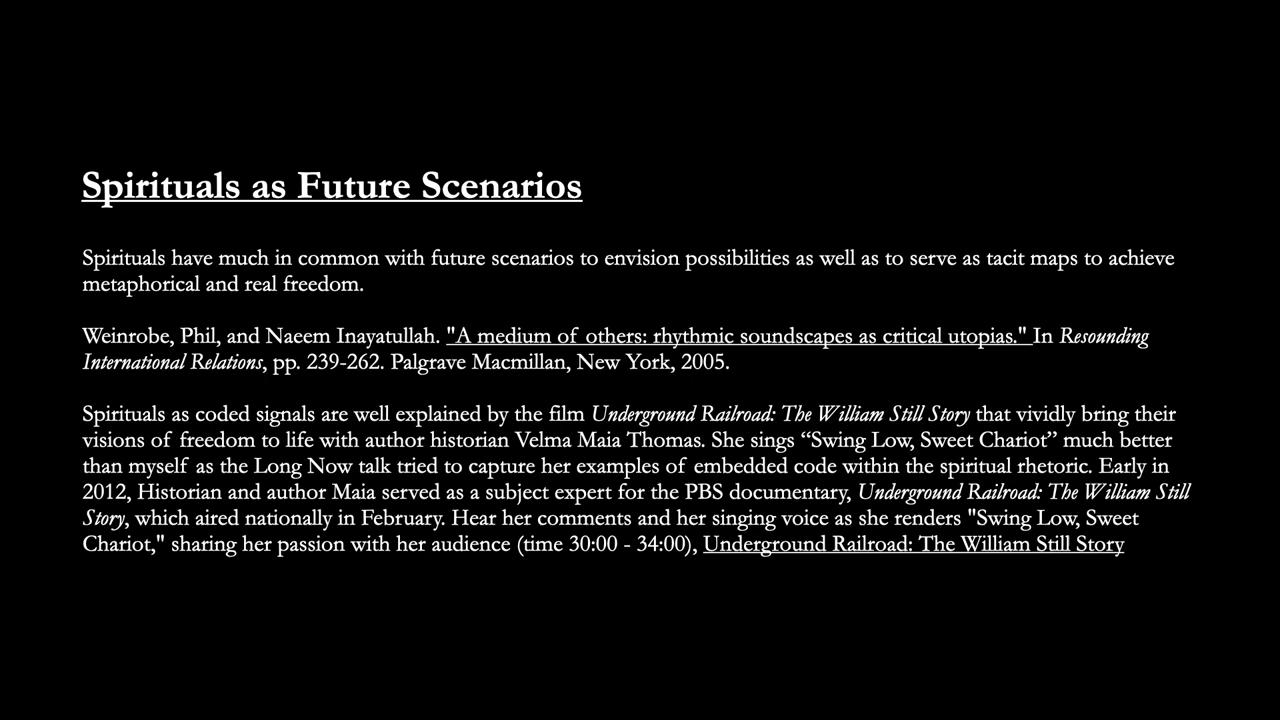 Spirituals as Future Scenarios
Spirituals have much in common with future scenarios to envision possibilities as well as to serve as tacit maps to achieve
metaphorical and real freedom.
Weinrobe, Phil, and Naeem Inayatullah. "A medium of others: rhythmic soundscapes as critical utopias." In Resounding
International Relations, pp. 239-262. Palgrave Macmillan, New York, 2005.
Spirituals as coded signals are well explained by the film Underground Railroad: The William Still Story that vividly bring their
visions of freedom to life with author historian Velma Maia Thomas. She sings “Swing Low, Sweet Chariot” much better
than myself as the Long Now talk tried to capture her examples of embedded code within the spiritual rhetoric. Early in
2012, Historian and author Maia served as a subject expert for the PBS documentary, Underground Railroad: The William Still
Story, which aired nationally in February. Hear her comments and her singing voice as she renders "Swing Low, Sweet
Chariot," sharing her passion with her audience (time 30:00 - 34:00), Underground Railroad: The William Still Story